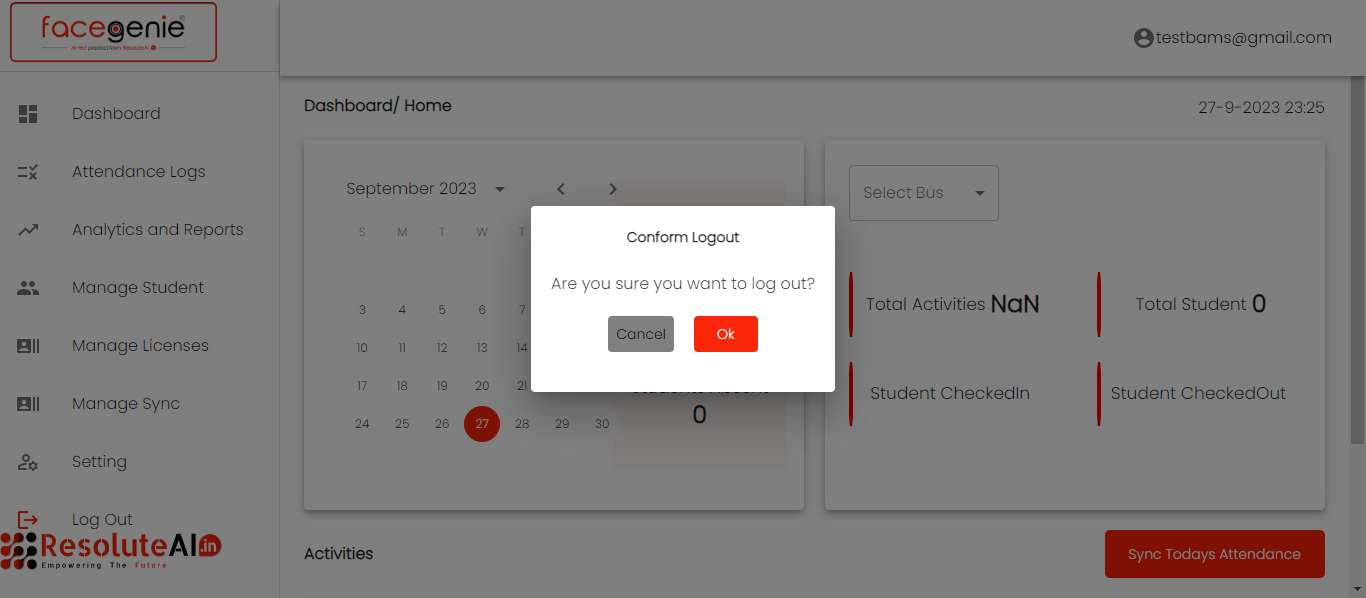 facegenie
AI led product from ResoluteAI.in
testbams@gmail.com
Dashboard
Attendance Logs
Analytics and Reports
Manage Student
Manage Licenses
Manage Sync
Setting
Log Out
ResoluteAI.in
Empowering The Future
Dashboard/ Home
27-9-2023 23:25
September 2023
S M T W T
3 4 5 6 7
10 11 12 13 14
17 18 19 20 21
24 25 26 27 28 29 30
0
Conform Logout
Are you sure you want to log out?
Cancel Ok
Select Bus
Total Activities NaN
Total Student 0
Student CheckedIn
Student CheckedOut
Activities
Sync Todays Attendance